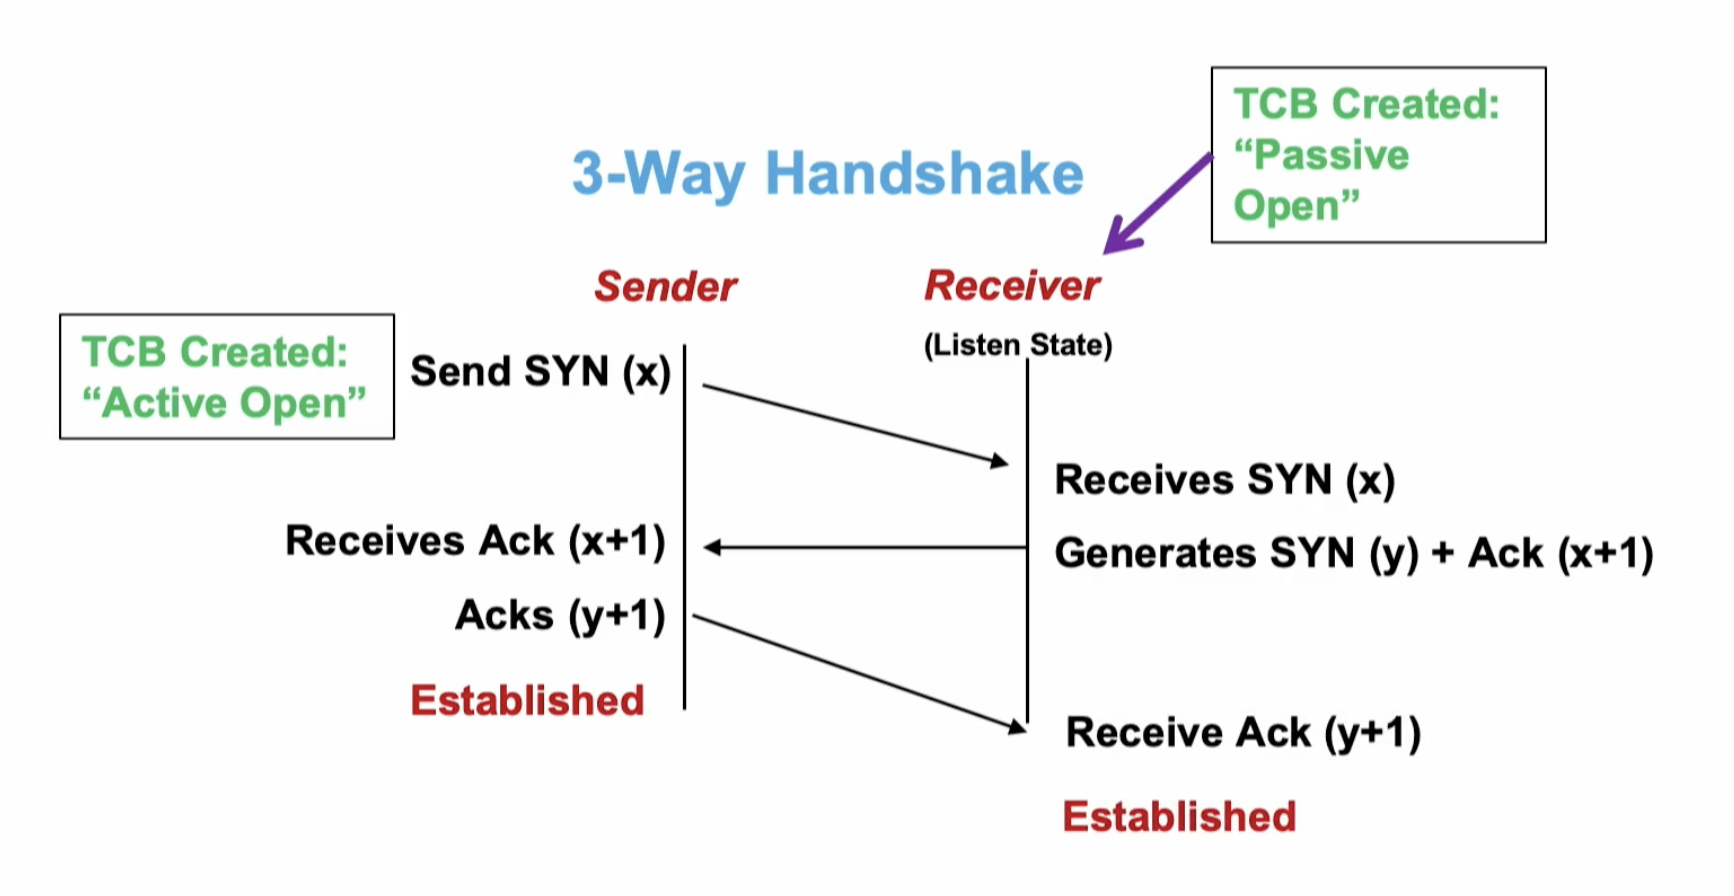 TCB Created:
“Passive
Open”
3-Way Handshake
Sender
Receiver
(Listen State)
TCB Created:
“Active Open”
Send SYN (x)
Receives SYN (x)
Receives Ack (x+1)
Generates SYN (y) + Ack (x+1)
Acks (y+1)
Established
Receive Ack (y+1)
Established